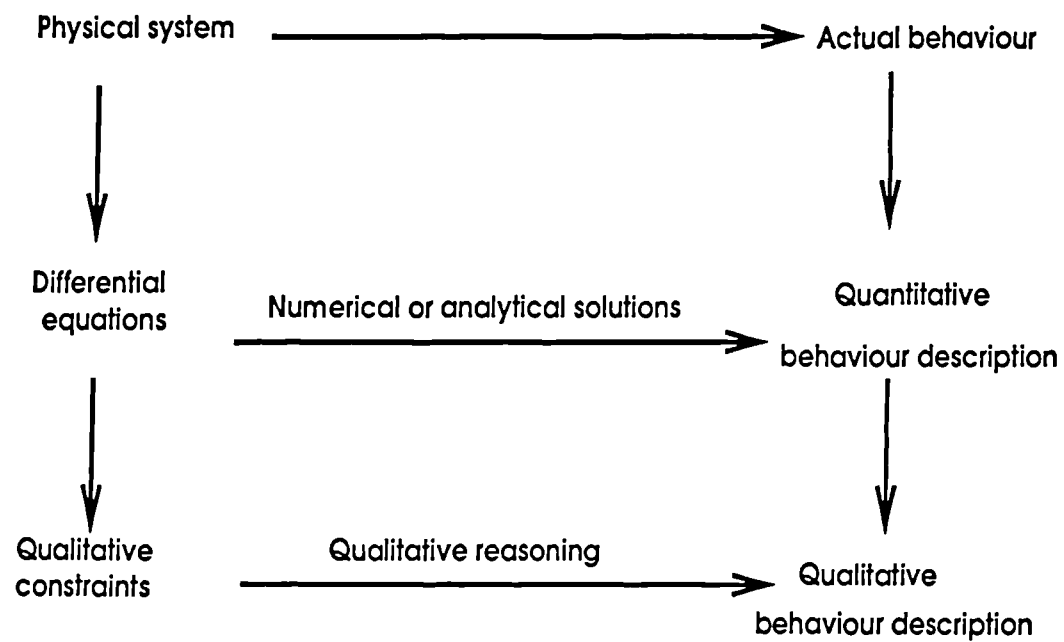 Physical system
Actual behaviour
Differential
equations
Numerical or analytical solutions
Quantitative
behaviour description
Qualitative
constraints
Qualitative reasoning
Qualitative
behaviour description